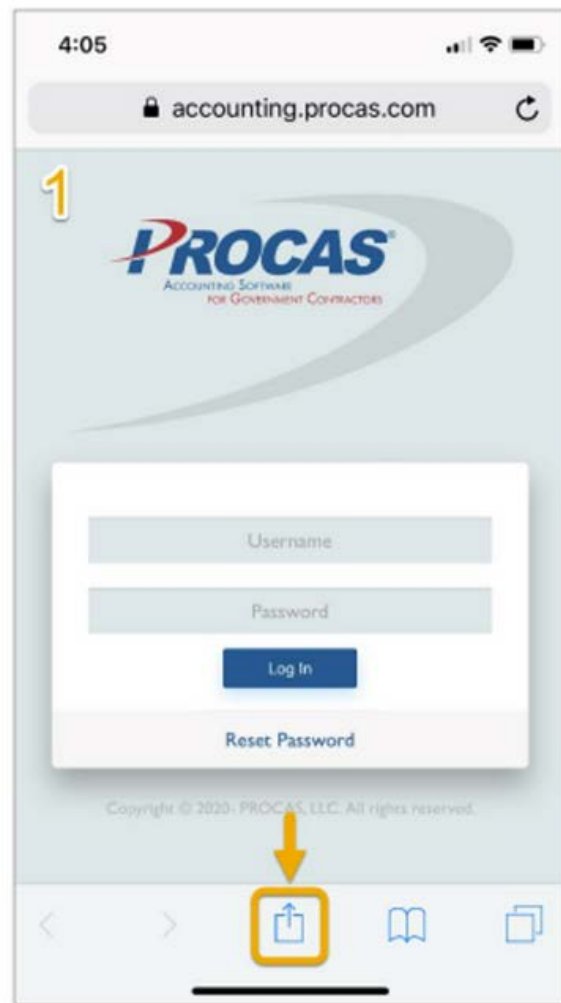 4:05
accounting.procas.com
1
PROCAS®
ACCOUNTING SOFTWARE
FOR GOVERNMENT CONTRACTORS
Username
Password
Log In
Reset Password
Copyright © 2020- PROCAS, LLC. All rights reserved.